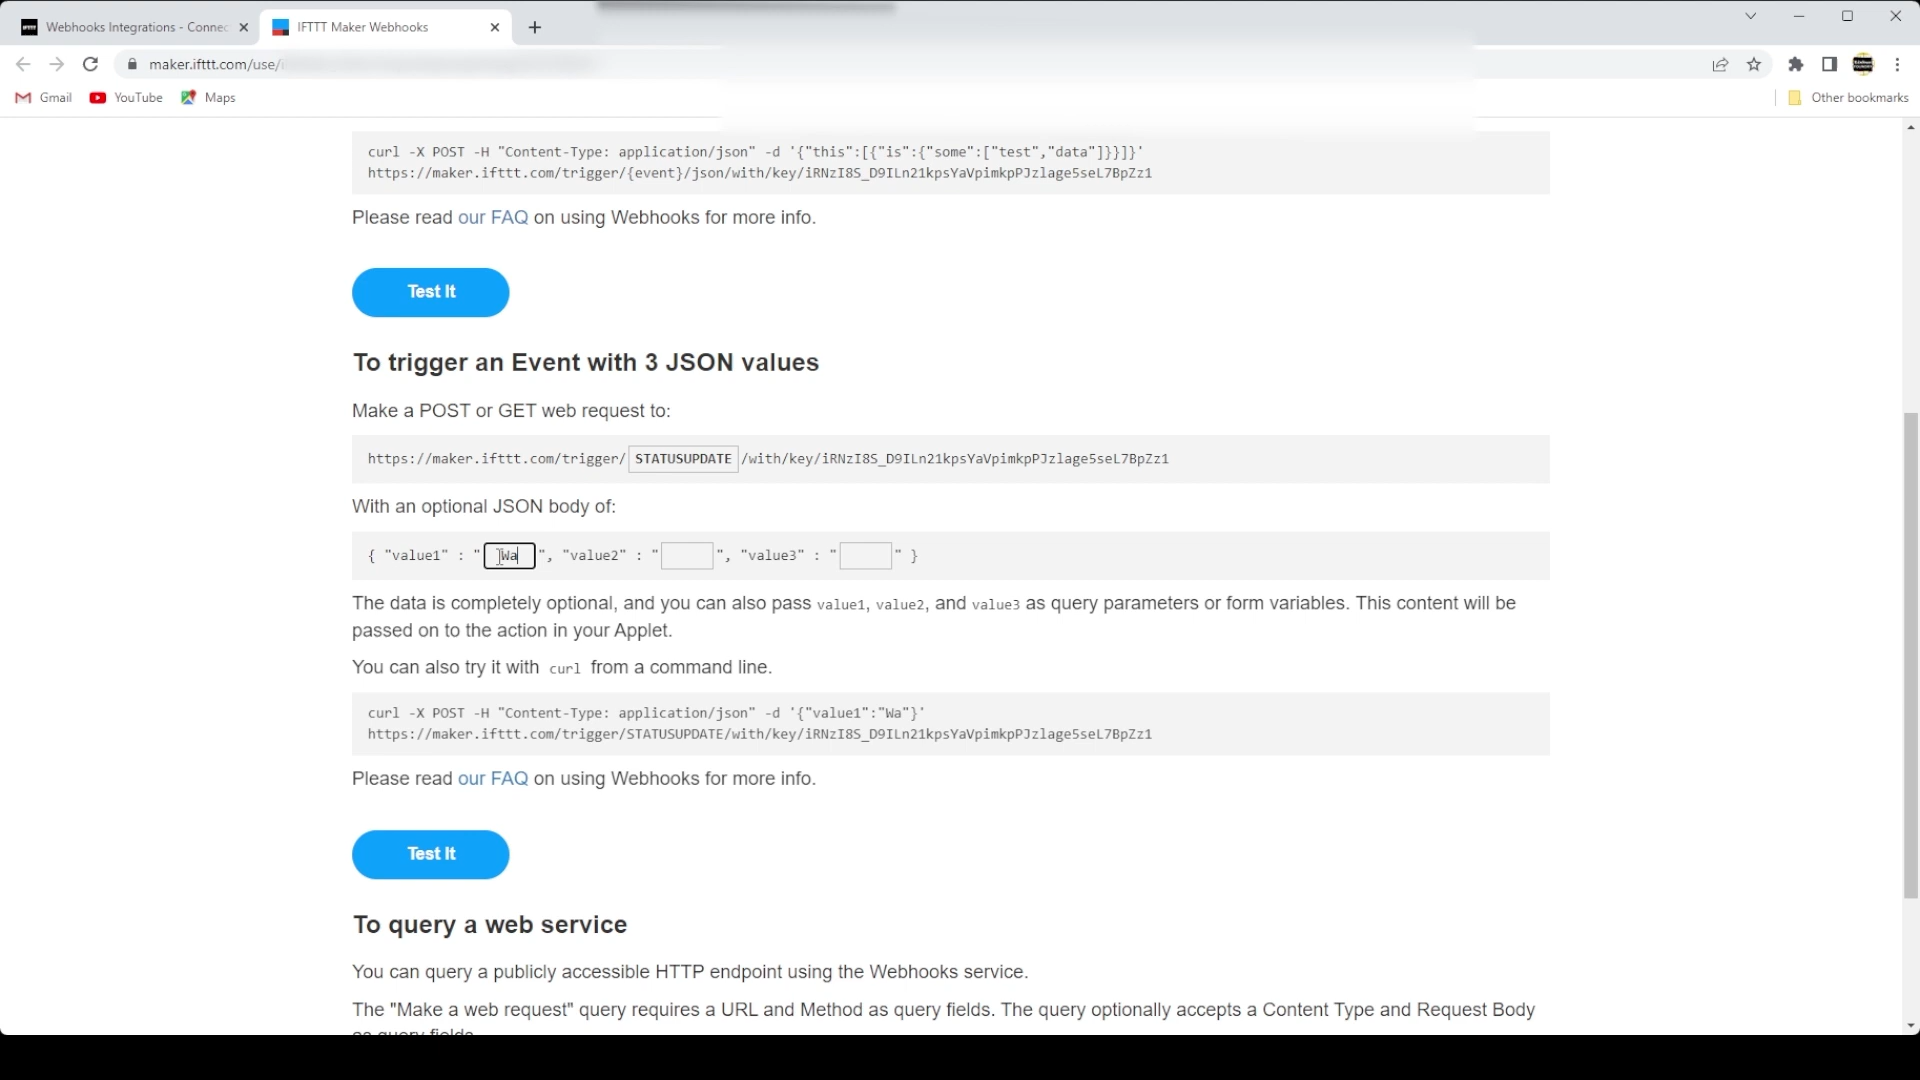 Webhooks Integrations - Connec
IFTTT Maker Webhooks
maker.ifttt.com/use/
Gmail
YouTube
Maps
Other bookmarks
curl -X POST -H "Content-Type: application/json" -d '{"this":[{"is":{"some":["test","data"]}}]}'
https://maker.ifttt.com/trigger/{event}/json/with/key/iRNzI8S_D9ILn21kpsYaVpimkpPJzlage5seL7BpZz1
Please read our FAQ on using Webhooks for more info.
Test It
To trigger an Event with 3 JSON values
Make a POST or GET web request to:
https://maker.ifttt.com/trigger/ STATUSUPDATE /with/key/iRNzI8S_D9ILn21kpsYaVpimkpPJzlage5seL7BpZz1
With an optional JSON body of:
{ "value1" : " Wa ", "value2" : " ", "value3" : " " }
The data is completely optional, and you can also pass value1, value2, and value3 as query parameters or form variables. This content will be
passed on to the action in your Applet.
You can also try it with curl from a command line.
curl -X POST -H "Content-Type: application/json" -d '{"value1":"Wa"}'
https://maker.ifttt.com/trigger/STATUSUPDATE/with/key/iRNzI8S_D9ILn21kpsYaVpimkpPJzlage5seL7BpZz1
Please read our FAQ on using Webhooks for more info.
Test It
To query a web service
You can query a publicly accessible HTTP endpoint using the Webhooks service.
The "Make a web request" query requires a URL and Method as query fields. The query optionally accepts a Content Type and Request Body
as query fields.